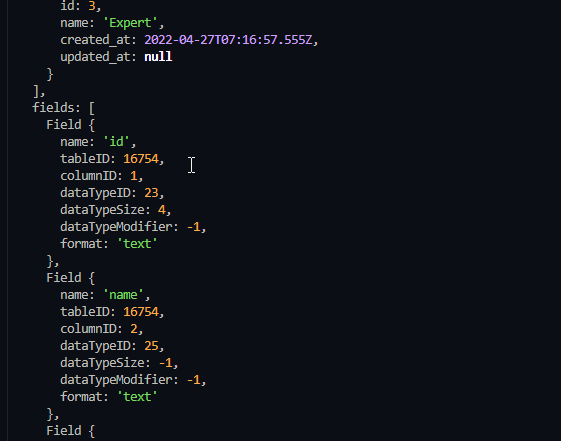 id: 3,
name: 'Expert',
created_at: 2022-04-27T07:16:57.555Z,
updated_at: null
}
],
fields: [
Field {
name: 'id',
tableID: 16754,
columnID: 1,
dataTypeID: 23,
dataTypeSize: 4,
dataTypeModifier: -1,
format: 'text'
},
Field {
name: 'name',
tableID: 16754,
columnID: 2,
dataTypeID: 25,
dataTypeSize: -1,
dataTypeModifier: -1,
format: 'text'
},
Field {